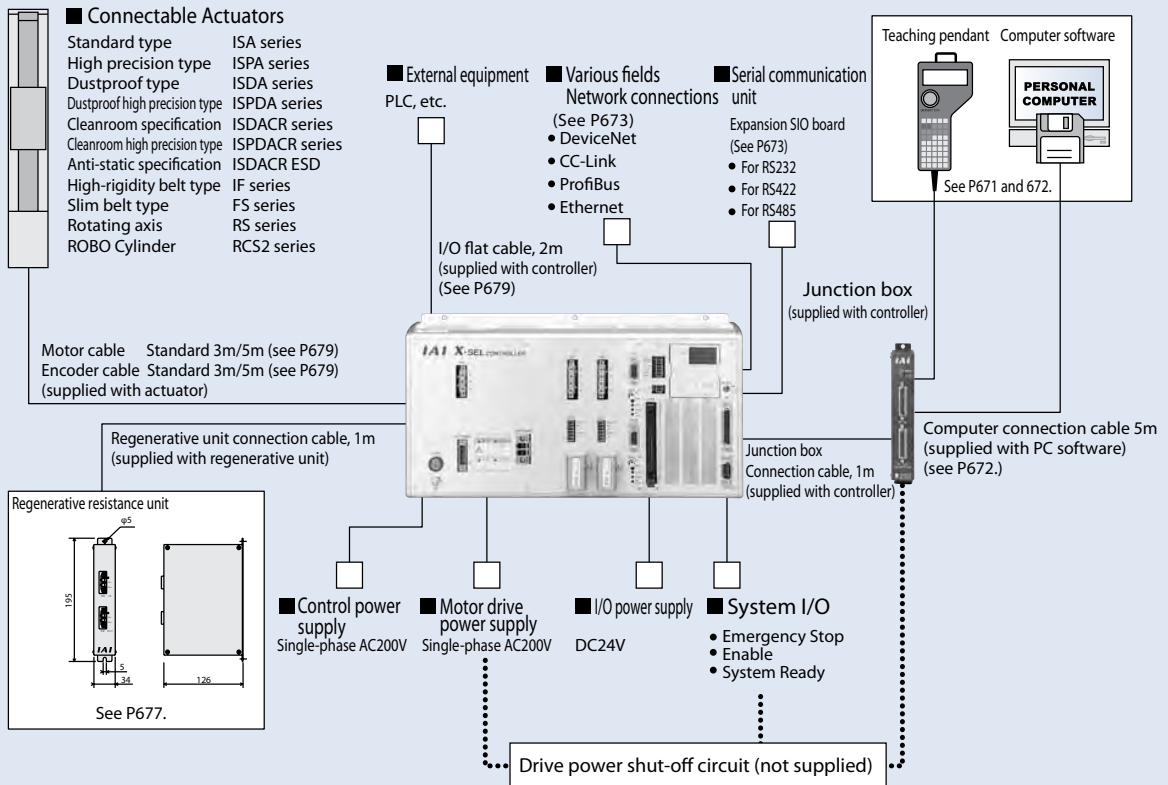 ■ Connectable Actuators
Standard type ISA series
High precision type ISPA series
Dustproof type ISDA series
Dustproof high precision type ISPDA series
Cleanroom specification ISDACR series
Cleanroom high precision type ISPDACR series
Anti-static specification ISDACR ESD
High-rigidity belt type IF series
Slim belt type FS series
Rotating axis RS series
ROBO Cylinder RCS2 series
■ External equipment
PLC, etc.
■ Various fields
Network connections
(See P673)
• DeviceNet
• CC-Link
• ProfiBus
• Ethernet
■ Serial communication
unit
Expansion SIO board
(See P673)
• For RS232
• For RS422
• For RS485
Teaching pendant
Computer software
PERSONAL
COMPUTER
See P671 and 672.
I/O flat cable, 2m
(supplied with controller)
(See P679)
Junction box
(supplied with controller)
Motor cable Standard 3m/5m (see P679)
Encoder cable Standard 3m/5m (see P679)
(supplied with actuator)
IAI X-SEL CONTROLLER
IAI
Regenerative unit connection cable, 1m
(supplied with regenerative unit)
Junction box
Connection cable, 1m
(supplied with controller)
Computer connection cable 5m
(supplied with PC software)
(see P672.)
Regenerative resistance unit
φ5
195
IAI
5
34
126
See P677.
■ Control power
supply
Single-phase AC200V
■ Motor drive
power supply
Single-phase AC200V
■ I/O power supply
DC24V
■ System I/O
• Emergency Stop
• Enable
• System Ready
Drive power shut-off circuit (not supplied)